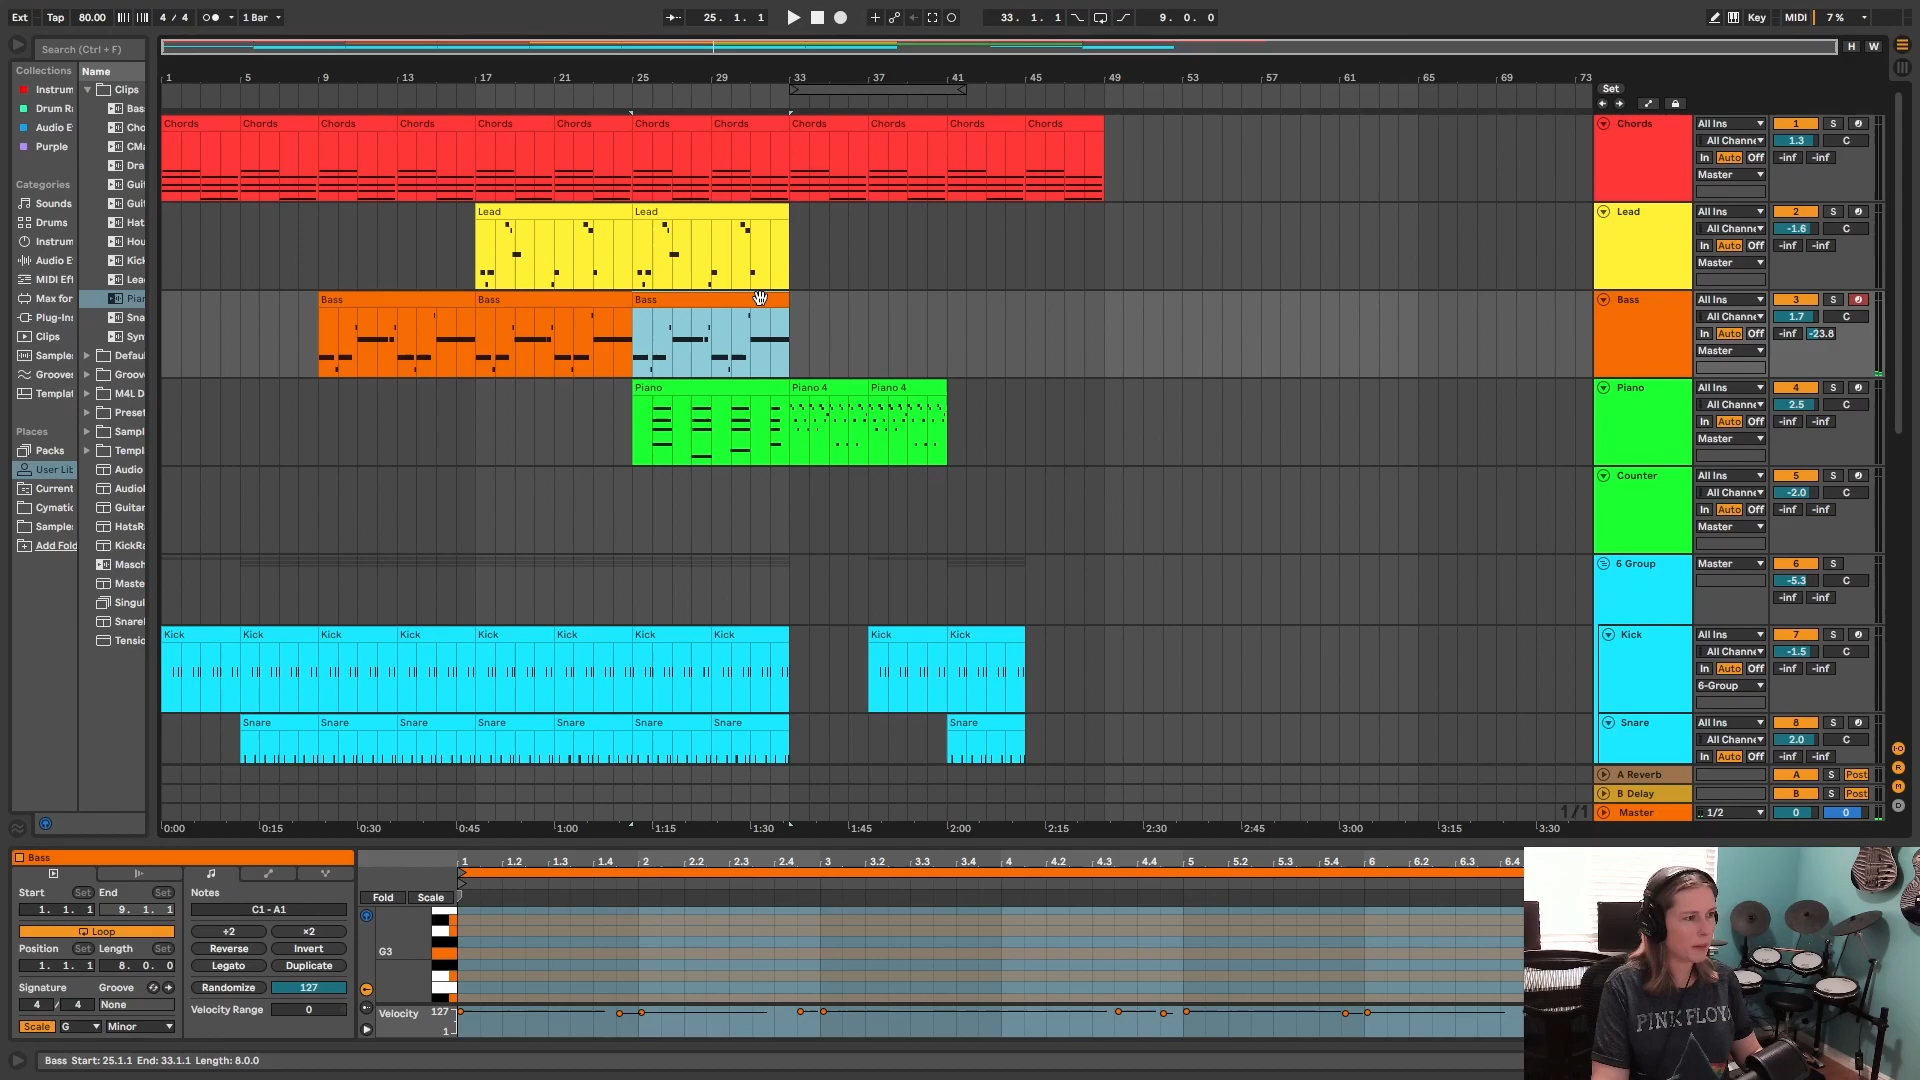 Ext Tap 80.00 4 / 4 1 Bar 25. 1. 1 33. 1. 1 9. 0. 0 Key MIDI 7 %
Search (Ctrl + F) H W
Collections Name 1 5 9 13 17 21 25 29 33 37 41 45 49 53 57 61 65 69 73
Instrum Clips Set
Drum Ra Bas
Audio E Cho Chords Chords Chords Chords Chords Chords Chords Chords Chords Chords Chords Chords Chords All Ins 1 S
Purple CMa All Channe 1.3 C
Dra In Auto Off -inf -inf
Categories Guit Master
Sounds Guit Lead Lead Lead All Ins 2 S
Drums Hat All Channe -1.6 C
Instrum Hou In Auto Off -inf -inf
Audio E Kick Master
MIDI Eff Lea
Max for Pian Bass Bass Bass Bass All Ins 3 S
Plug-Ins Sna All Channe 1.7 C
Clips Syn In Auto Off -inf -23.8
Samples Defau Master
Grooves Groov
Templat M4L D Piano Piano 4 Piano 4 Piano All Ins 4 S
Preset All Channe 2.5 C
Places Sampl In Auto Off -inf -inf
Packs Templ Master
User Lib Audio Counter All Ins 5 S
Current AudioE All Channe -2.0 C
Cymatic Guitar In Auto Off -inf -inf
Samples HatsRa Master
Add Fold KickRa
Masch 6 Group Master 6 S
Master -5.3 C
Singul -inf -inf
SnareI
Tensio Kick Kick Kick Kick Kick Kick Kick Kick Kick Kick Kick All Ins 7 S
All Channe -1.5 C
In Auto Off -inf -inf
6-Group
Snare Snare Snare Snare Snare Snare Snare Snare Snare All Ins 8 S
All Channe 2.0 C
In Auto Off -inf -inf
A Reverb A S Post
B Delay B S Post
1/1 Master 1/2 0 0
0:00 0:15 0:30 0:45 1:00 1:15 1:30 1:45 2:00 2:15 2:30 2:45 3:00 3:15 3:30
Bass 1 1.2 1.3 1.4 2 2.2 2.3 2.4 3 3.2 3.3 3.4 4 4.2 4.3 4.4 5 5.2 5.3 5.4 6 6.2 6.3 6.4
Start Set End Set Notes Fold Scale
1. 1. 1 9. 1. 1 C1 - A1
Loop ÷2 ×2
Position Set Length Set Reverse Invert G3
1. 1. 1 8. 0. 0 Legato Duplicate
Signature Groove Randomize 127
4 / 4 None Velocity Range 0 Velocity 127
Scale G Minor 1
PINK FLOYD
Bass Start: 25.1.1 End: 33.1.1 Length: 8.0.0